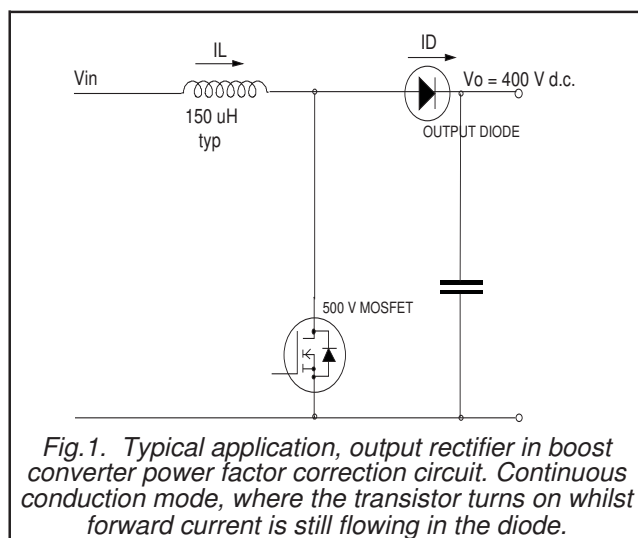 IL
ID
Vin
Vo = 400 V d.c.
150 uH
typ
OUTPUT DIODE
500 V MOSFET
Fig.1. Typical application, output rectifier in boost
converter power factor correction circuit. Continuous
conduction mode, where the transistor turns on whilst
forward current is still flowing in the diode.